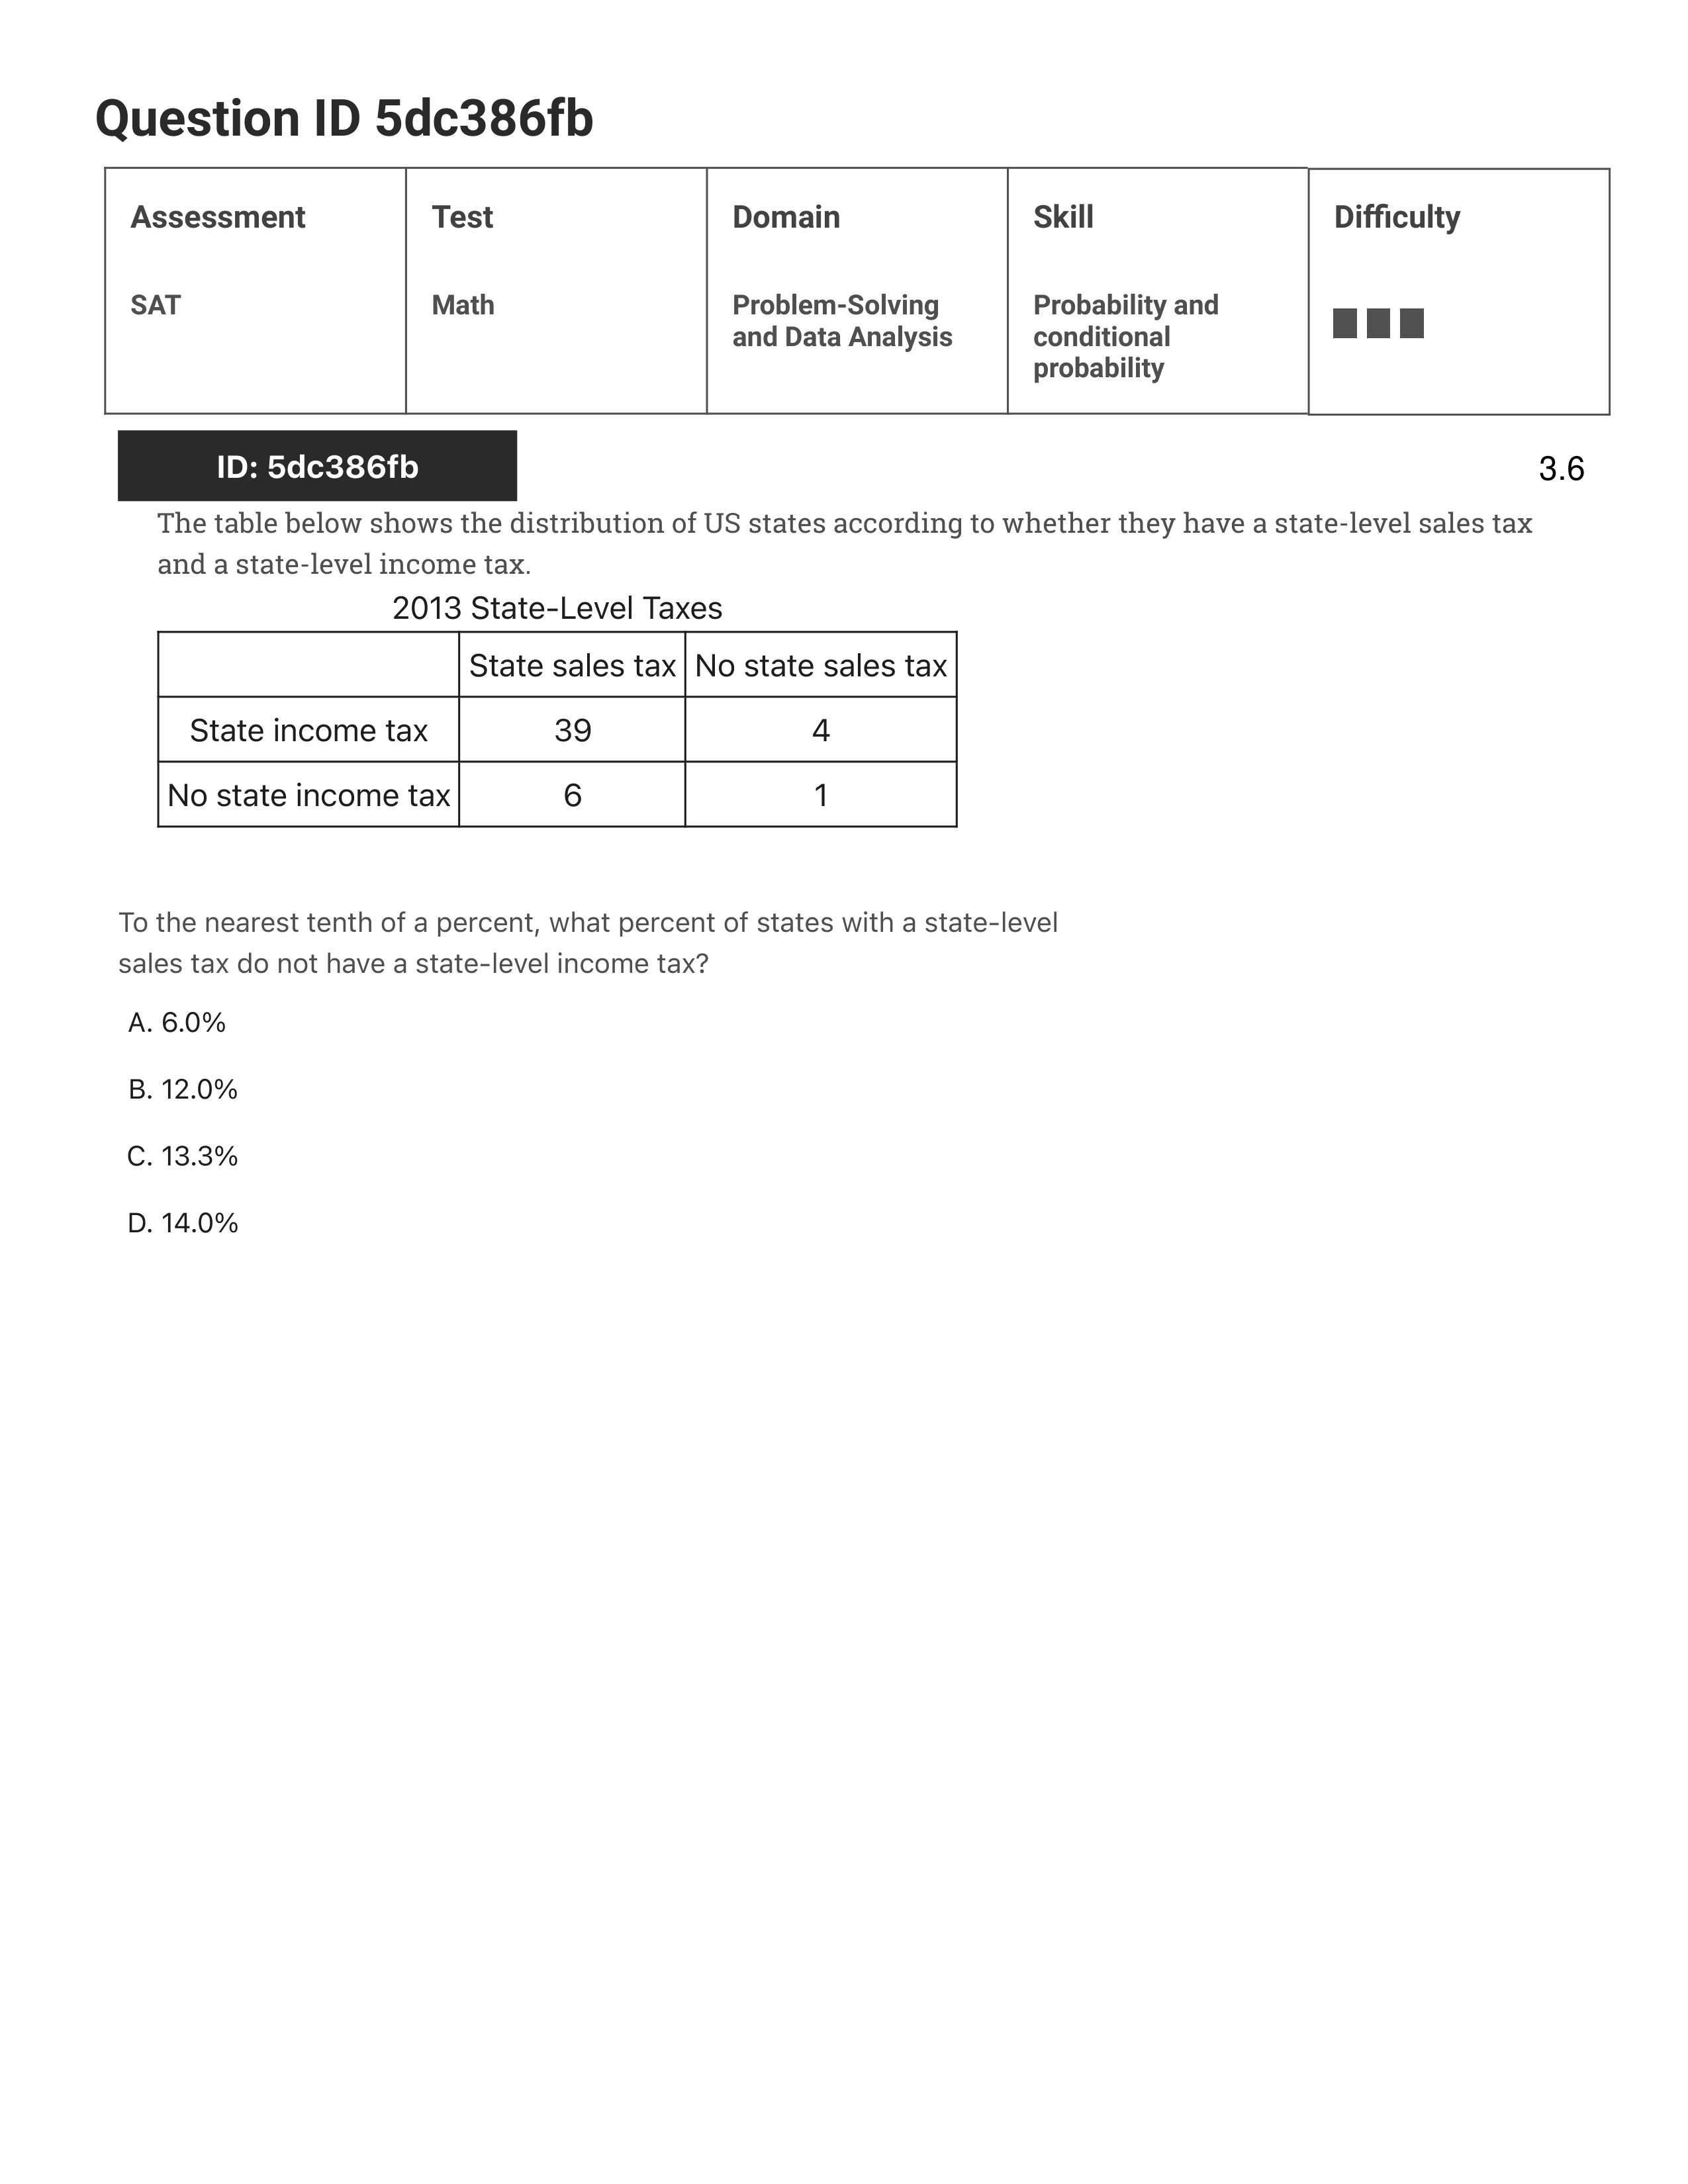 Question ID 5dc386fb
Assessment Test Domain Skill Difficulty
SAT Math Problem-Solving and Data Analysis Probability and conditional probability
ID: 5dc386fb 3.6
The table below shows the distribution of US states according to whether they have a state-level sales tax
and a state-level income tax.
2013 State-Level Taxes
State sales tax No state sales tax
State income tax 39 4
No state income tax 6 1
To the nearest tenth of a percent, what percent of states with a state-level
sales tax do not have a state-level income tax?
A. 6.0%
B. 12.0%
C. 13.3%
D. 14.0%